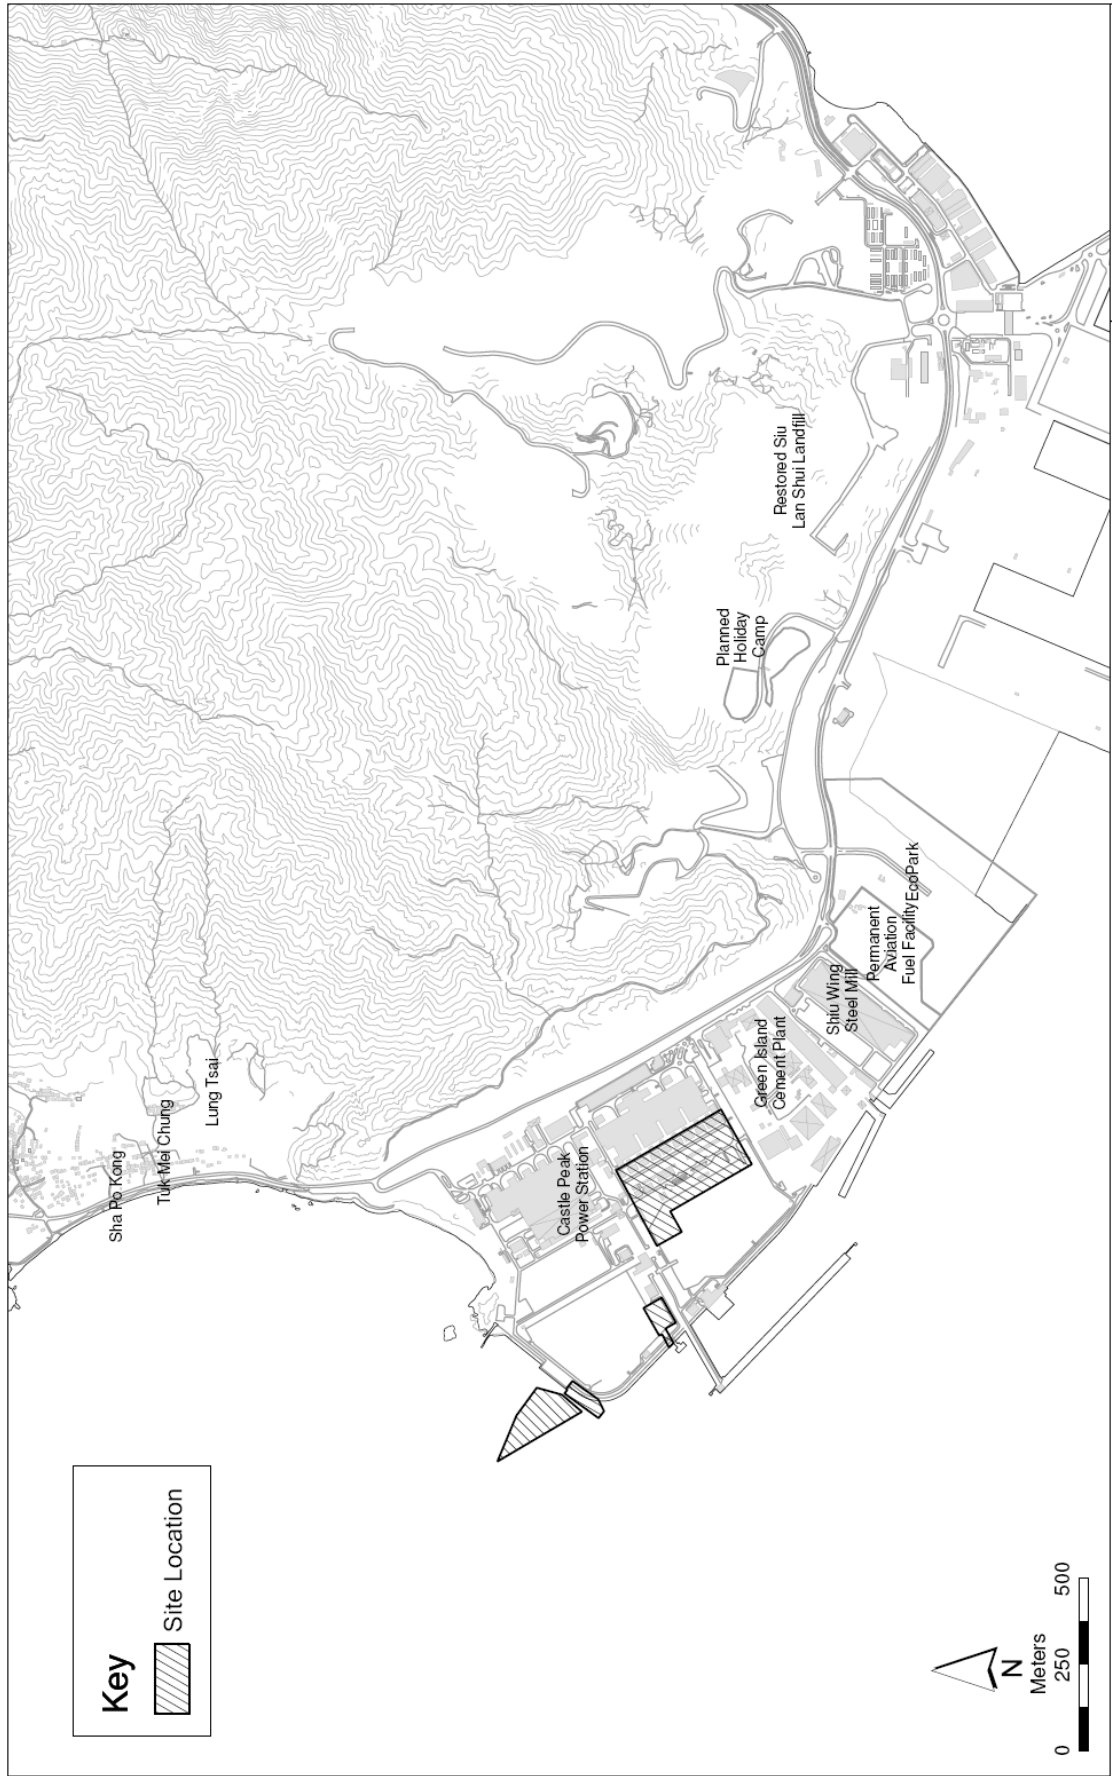 Key
Site Location
Sha Po Kong
Tuk Mei Chung
Lung Tsai
Castle Peak
Power Station
Green Island
Cement Plant
Shiu Wing
Steel Mill
Permanent
Aviation
Fuel Facility
EcoPark
Planned
Holiday
Camp
Restored Siu
Lan Shui Landfill
N
Meters
0 250 500